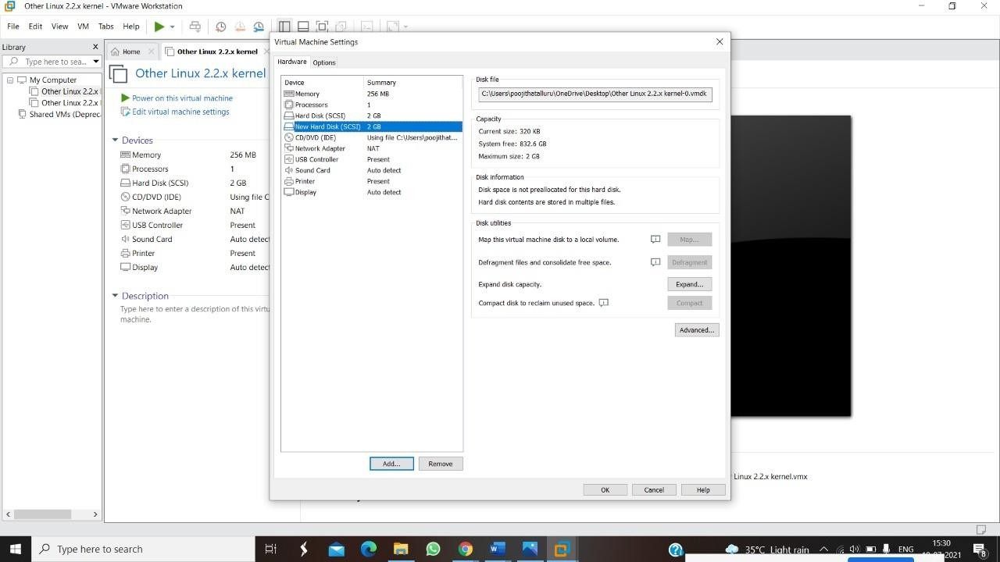 Other Linux 2.2.x kernel - VMware Workstation
File Edit View VM Tabs Help
Library
Type here to sea...
My Computer
Other Linux 2.2.x
Other Linux 2.2.x
Shared VMs (Deprec
Home
Other Linux 2.2.x kernel
Other Linux 2.2.x kernel
Power on this virtual machine
Edit virtual machine settings
Devices
Memory 256 MB
Processors 1
Hard Disk (SCSI) 2 GB
CD/DVD (IDE) Using file C
Network Adapter NAT
USB Controller Present
Sound Card Auto detect
Printer Present
Display Auto detect
Description
Type here to enter a description of this virtu
machine.
Virtual Machine Settings
Hardware Options
Device Summary
Memory 256 MB
Processors 1
Hard Disk (SCSI) 2 GB
New Hard Disk (SCSI) 2 GB
CD/DVD (IDE) Using file C:\Users\poojithat...
Network Adapter NAT
USB Controller Present
Sound Card Auto detect
Printer Present
Display Auto detect
Add... Remove
Disk file
C:\Users\poojithatalluru\OneDrive\Desktop\Other Linux 2.2.x kernel-0.vmdk
Capacity
Current size: 320 KB
System free: 832.6 GB
Maximum size: 2 GB
Disk information
Disk space is not preallocated for this hard disk.
Hard disk contents are stored in multiple files.
Disk utilities
Map this virtual machine disk to a local volume. Map...
Defragment files and consolidate free space. Defragment
Expand disk capacity. Expand...
Compact disk to reclaim unused space. Compact
Advanced...
OK Cancel Help
Linux 2.2.x kernel.vmx
Type here to search
35°C Light rain
ENG
15:30
2021
8